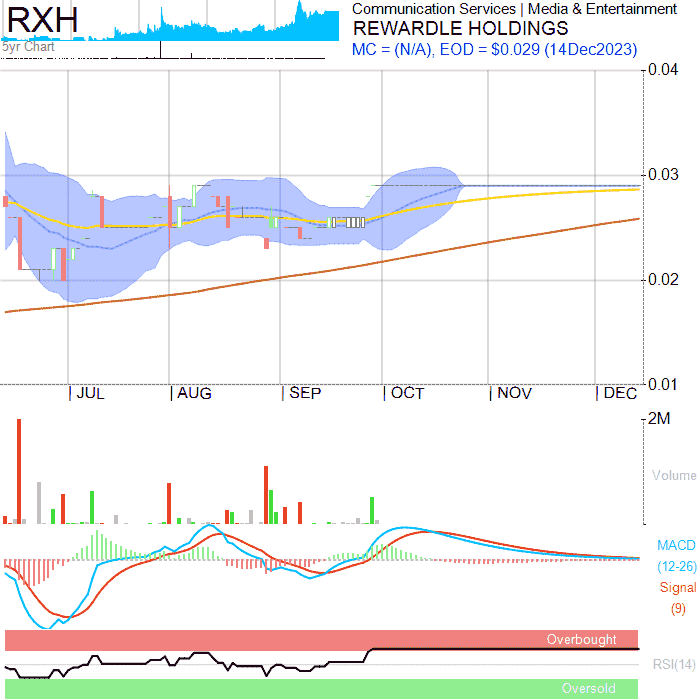 RXH
5yr Chart
Communication Services | Media & Entertainment
REWARDLE HOLDINGS
MC = (N/A), EOD = $0.029 (14Dec2023)
0.04
0.03
0.02
0.01
JUL AUG SEP OCT NOV DEC
2M
Volume
MACD
(12-26)
Signal
(9)
Overbought
RSI(14)
Oversold